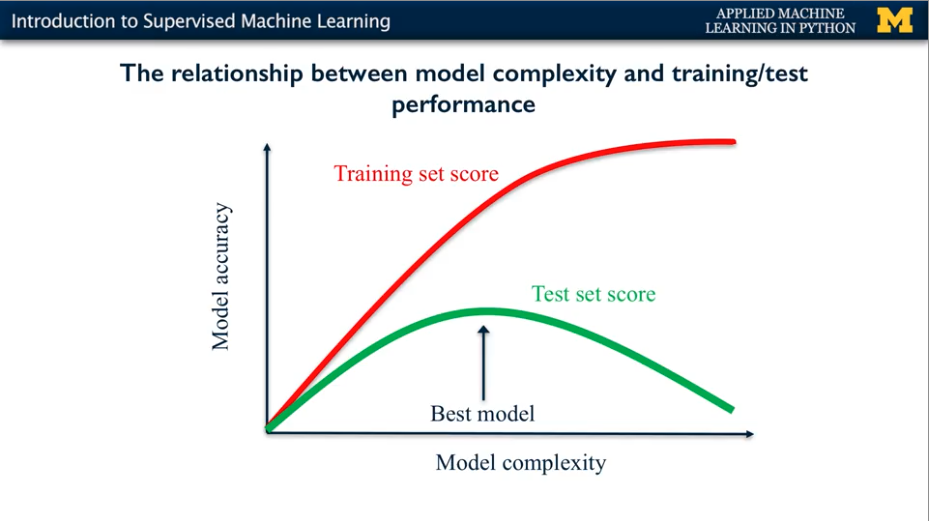 Introduction to Supervised Machine Learning
APPLIED MACHINE
LEARNING IN PYTHON
M
The relationship between model complexity and training/test
performance
Training set score
Model accuracy
Test set score
Best model
Model complexity